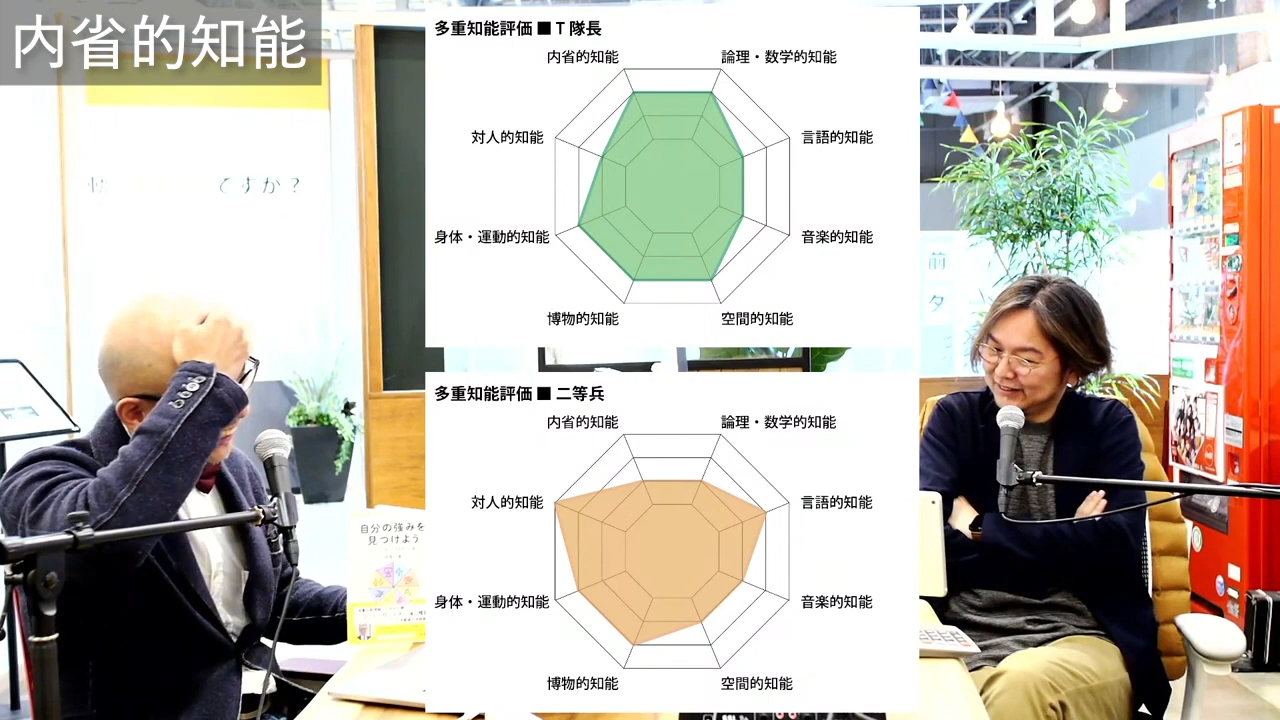 内省的知能
多重知能評価 ■ T 隊長
内省的知能
論理・数学的知能
対人的知能
言語的知能
身体・運動的知能
音楽的知能
博物的知能
空間的知能
ですか？
多重知能評価 ■ 二等兵
内省的知能
論理・数学的知能
対人的知能
言語的知能
身体・運動的知能
音楽的知能
博物的知能
空間的知能
自分の強みを
見つけよう